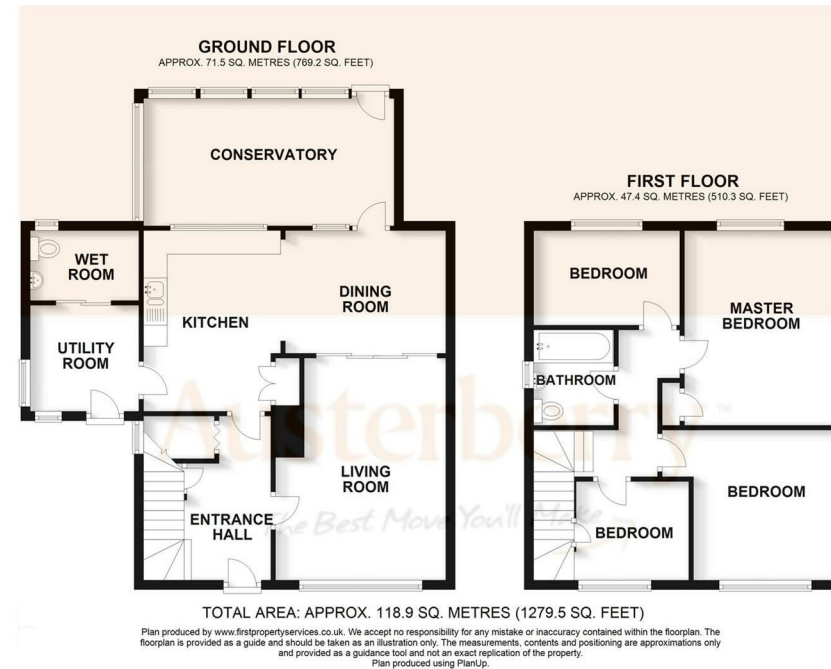 GROUND FLOOR
APPROX. 71.5 SQ. METRES (769.2 SQ. FEET)
CONSERVATORY
FIRST FLOOR
APPROX. 47.4 SQ. METRES (510.3 SQ. FEET)
WET
ROOM
KITCHEN
DINING
ROOM
UTILITY
ROOM
BEDROOM
MASTER
BEDROOM
BATHROOM
Austerberry™
LIVING
ROOM
ENTRANCE
HALL
The Best Move You'll Make
BEDROOM
BEDROOM
TOTAL AREA: APPROX. 118.9 SQ. METRES (1279.5 SQ. FEET)
Plan produced by www.firstpropertyservices.co.uk. We accept no responsibility for any mistake or inaccuracy contained within the floorplan. The
floorplan is provided as a guide and should be taken as an illustration only. The measurements, contents and positioning are approximations only
and provided as a guidance tool and not an exact replication of the property.
Plan produced using PlanUp.